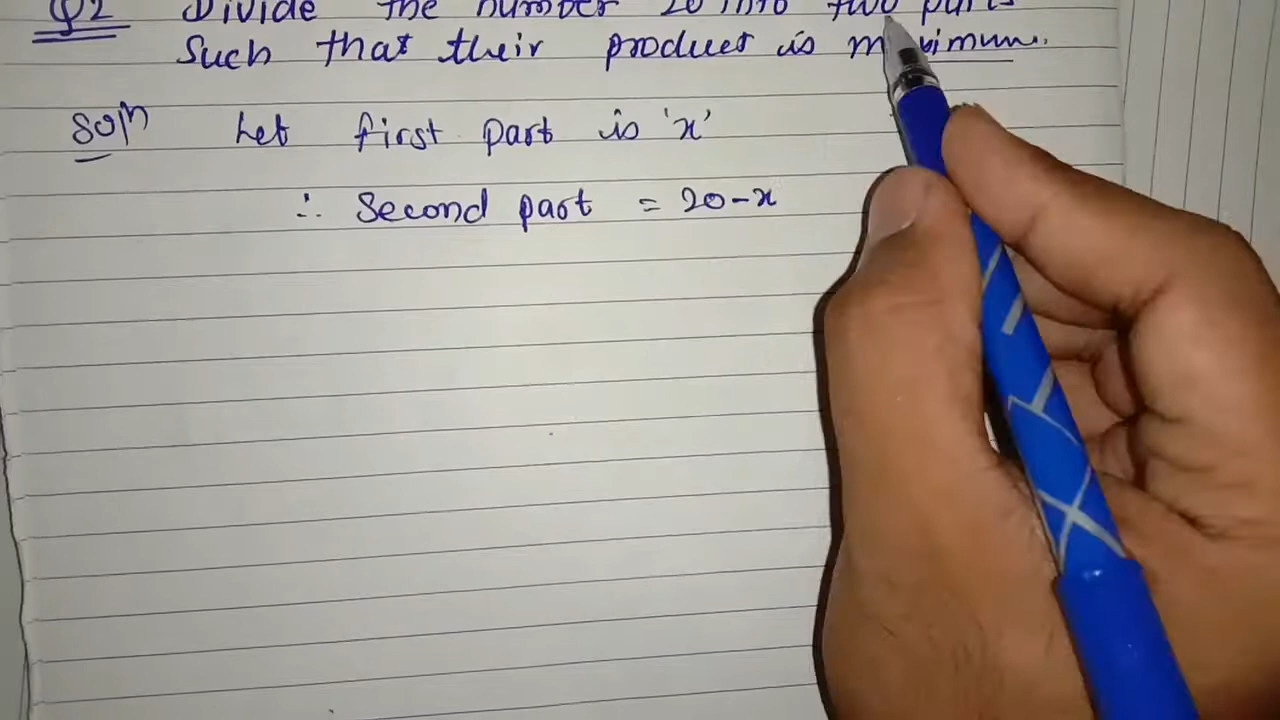 Q2 Divide the number 20 into two parts
Such that their product is maximum.
Soln Let first part is 'x'
∴ Second part = 20-x